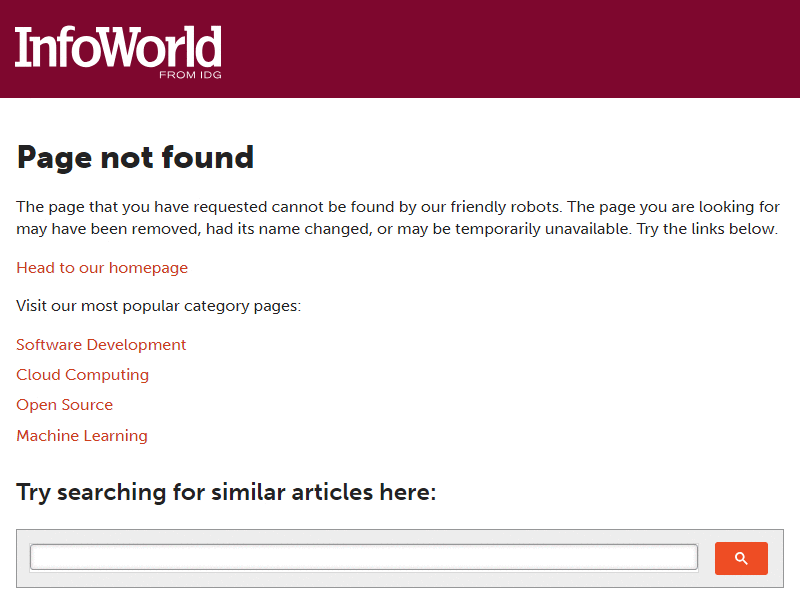 InfoWorld
FROM IDG
Page not found
The page that you have requested cannot be found by our friendly robots. The page you are looking for
may have been removed, had its name changed, or may be temporarily unavailable. Try the links below.
Head to our homepage
Visit our most popular category pages:
Software Development
Cloud Computing
Open Source
Machine Learning
Try searching for similar articles here: